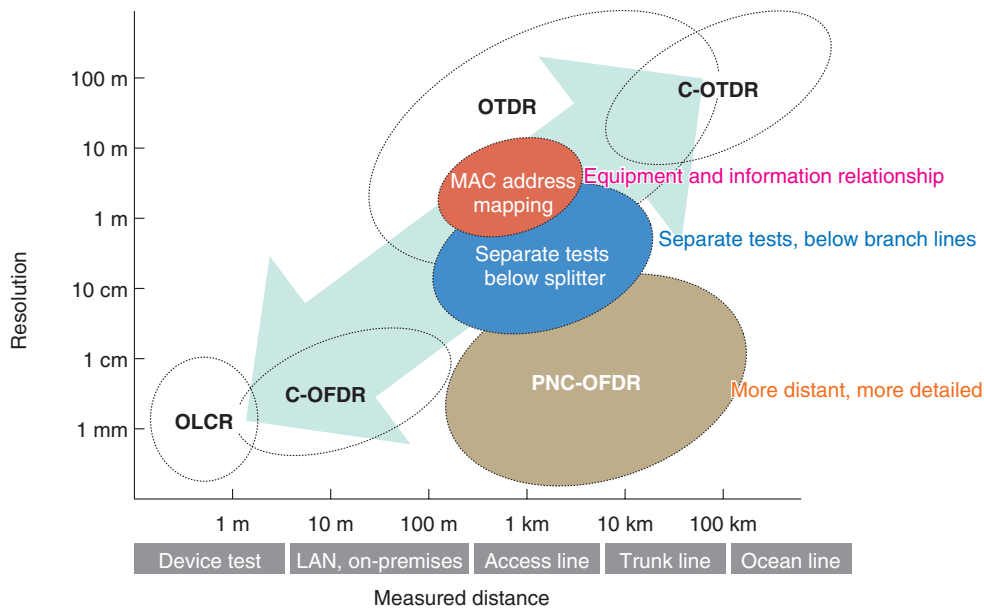 100 m
10 m
1 m
10 cm
1 cm
1 mm
Resolution
OTDR
C-OTDR
MAC address
mapping
Equipment and information relationship
Separate tests
below splitter
Separate tests, below branch lines
PNC-OFDR
More distant, more detailed
C-OFDR
OLCR
1 m
10 m
100 m
1 km
10 km
100 km
Device test
LAN, on-premises
Access line
Trunk line
Ocean line
Measured distance